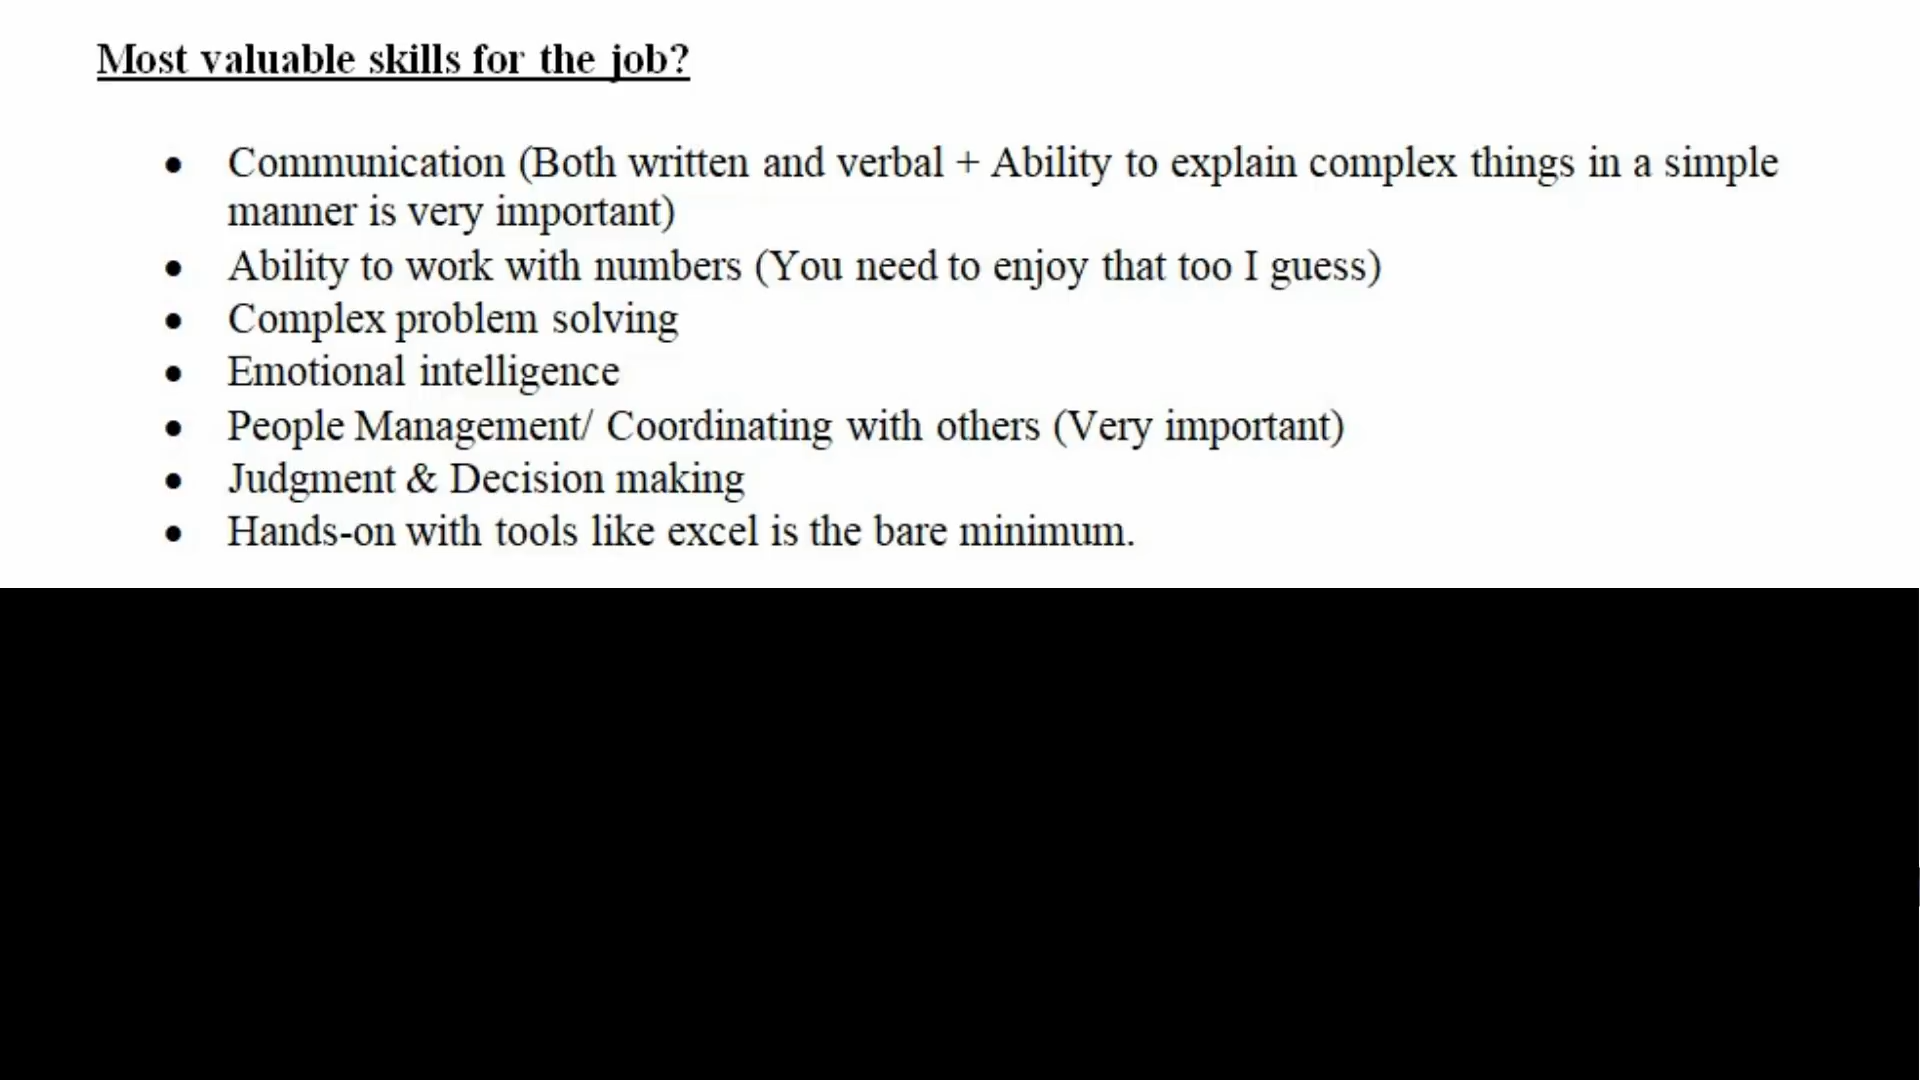 Most valuable skills for the job?
• Communication (Both written and verbal + Ability to explain complex things in a simple
manner is very important)
• Ability to work with numbers (You need to enjoy that too I guess)
• Complex problem solving
• Emotional intelligence
• People Management/ Coordinating with others (Very important)
• Judgment & Decision making
• Hands-on with tools like excel is the bare minimum.